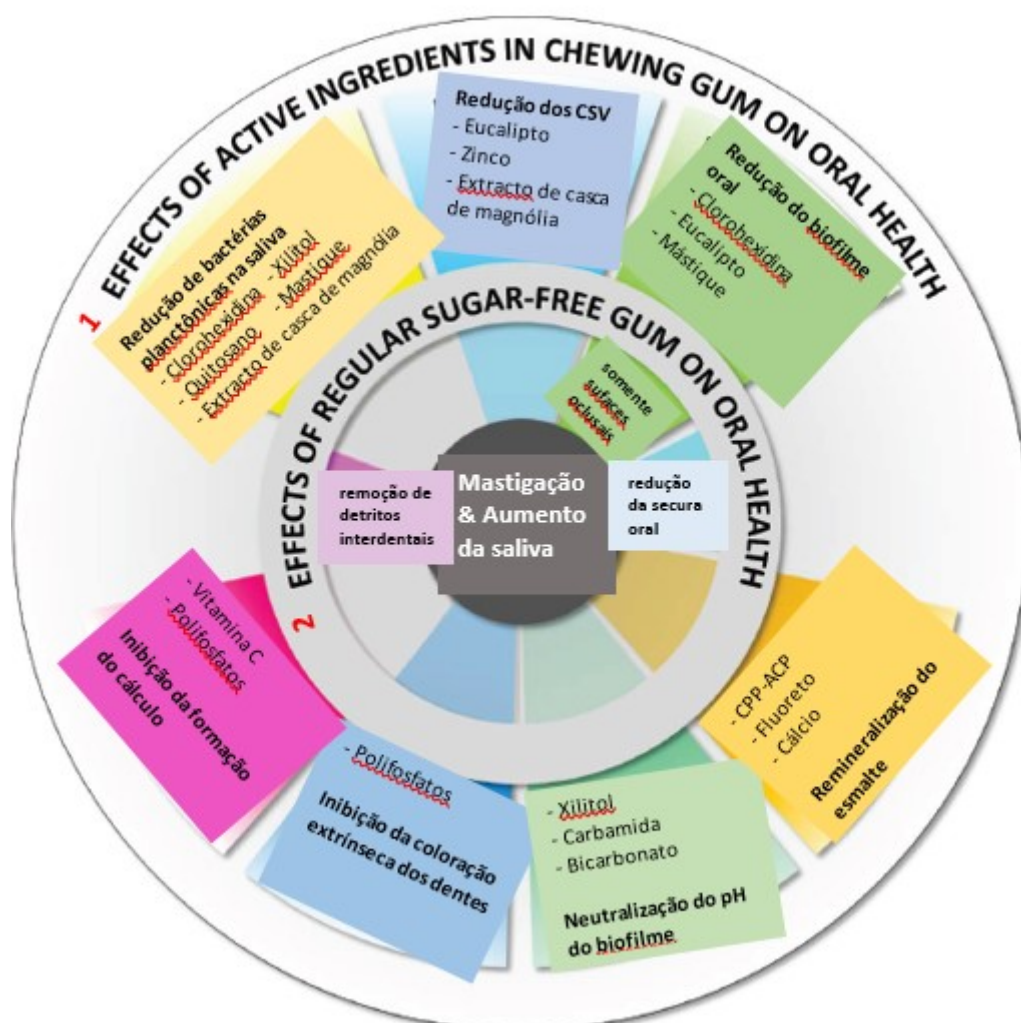 EFFECTS OF ACTIVE INGREDIENTS IN CHEWING GUM ON ORAL HEALTH
1
Redução de bactérias
planctônicas na saliva
- Clorohexidina -Xilitol
- Quitosano -Mastique
- Extracto de casca de magnólia
Redução dos CSV
- Eucalipto
- Zinco
- Extracto de casca
de magnólia
Redução do biofilme
oral
- Clorohexidina
- Eucalipto
- Mástique
EFFECTS OF REGULAR SUGAR-FREE GUM ON ORAL HEALTH
2
somente
sufaces
oclusais
remoção de
detritos
interdentais
Mastigação
& Aumento
da saliva
redução
da secura
oral
- Vitamina C
- Polifosfatos
Inibição da formação
do cálculo
- Polifosfatos
Inibição da coloração
extrínseca dos dentes
- Xilitol
- Carbamida
- Bicarbonato
Neutralização do pH
do biofilme
- CPP-ACP
- Fluoreto
- Cálcio
Remineralização do
esmalte